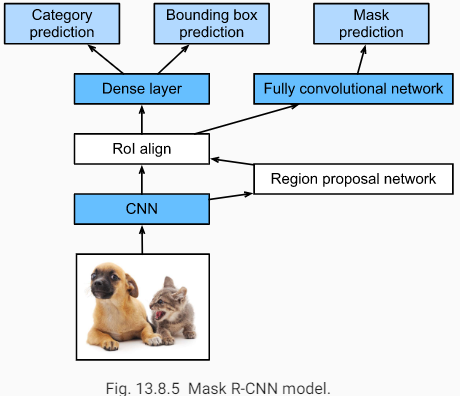 Category
prediction
Bounding box
prediction
Mask
prediction
Dense layer
Fully convolutional network
RoI align
Region proposal network
CNN
Fig. 13.8.5 Mask R-CNN model.